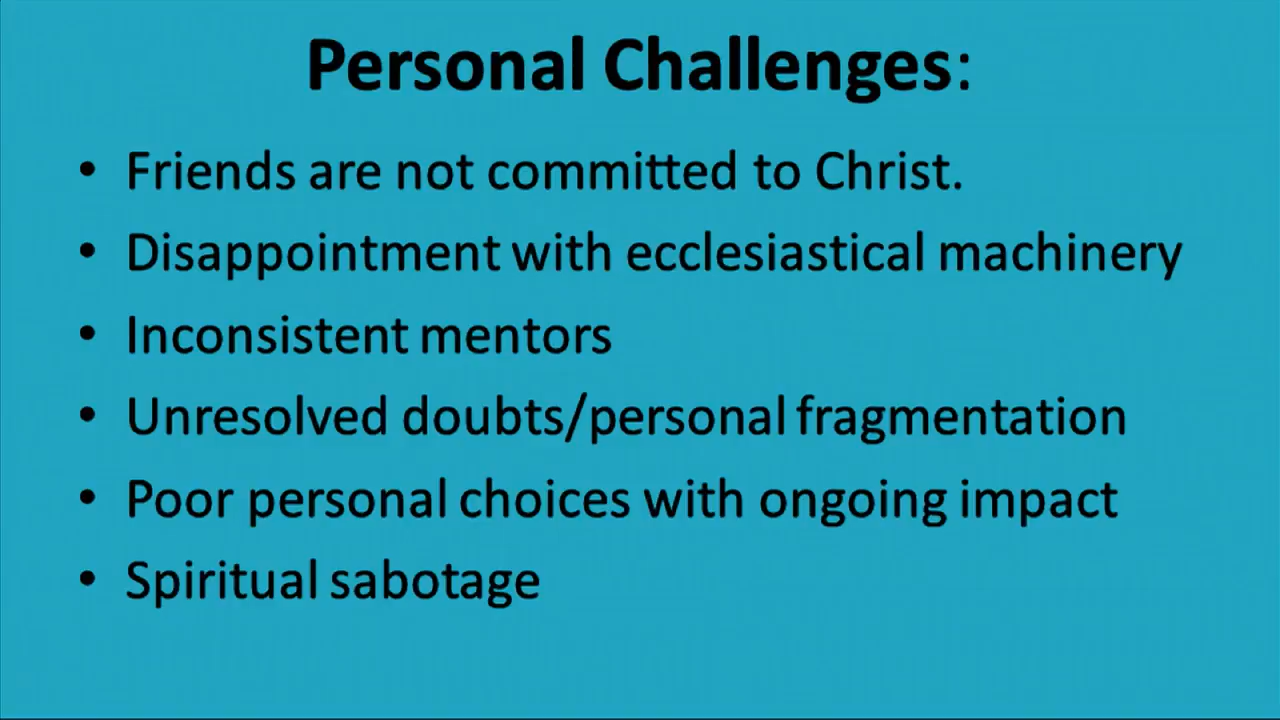 Personal Challenges:
• Friends are not committed to Christ.
• Disappointment with ecclesiastical machinery
• Inconsistent mentors
• Unresolved doubts/personal fragmentation
• Poor personal choices with ongoing impact
• Spiritual sabotage